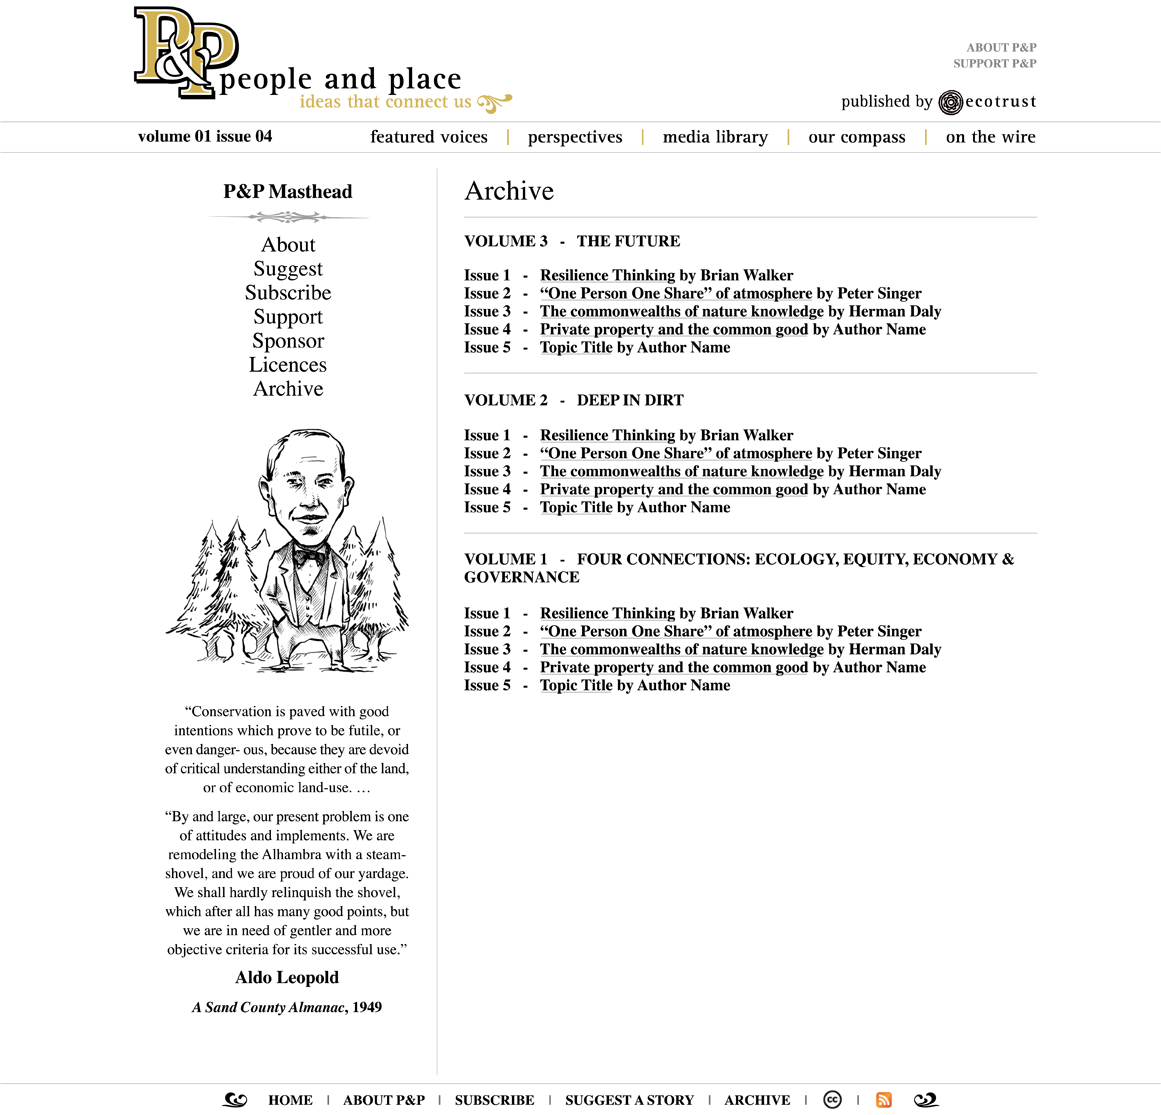 P&P people and place
ideas that connect us
ABOUT P&P
SUPPORT P&P
published by ecotrust
volume 01 issue 04
featured voices | perspectives | media library | our compass | on the wire
P&P Masthead
About
Suggest
Subscribe
Support
Sponsor
Licences
Archive
“Conservation is paved with good
intentions which prove to be futile, or
even danger- ous, because they are devoid
of critical understanding either of the land,
or of economic land-use. …
“By and large, our present problem is one
of attitudes and implements. We are
remodeling the Alhambra with a steam-
shovel, and we are proud of our yardage.
We shall hardly relinquish the shovel,
which after all has many good points, but
we are in need of gentler and more
objective criteria for its successful use.”
Aldo Leopold
A Sand County Almanac, 1949
Archive
VOLUME 3 - THE FUTURE
Issue 1 - Resilience Thinking by Brian Walker
Issue 2 - “One Person One Share” of atmosphere by Peter Singer
Issue 3 - The commonwealths of nature knowledge by Herman Daly
Issue 4 - Private property and the common good by Author Name
Issue 5 - Topic Title by Author Name
VOLUME 2 - DEEP IN DIRT
Issue 1 - Resilience Thinking by Brian Walker
Issue 2 - “One Person One Share” of atmosphere by Peter Singer
Issue 3 - The commonwealths of nature knowledge by Herman Daly
Issue 4 - Private property and the common good by Author Name
Issue 5 - Topic Title by Author Name
VOLUME 1 - FOUR CONNECTIONS: ECOLOGY, EQUITY, ECONOMY &
GOVERNANCE
Issue 1 - Resilience Thinking by Brian Walker
Issue 2 - “One Person One Share” of atmosphere by Peter Singer
Issue 3 - The commonwealths of nature knowledge by Herman Daly
Issue 4 - Private property and the common good by Author Name
Issue 5 - Topic Title by Author Name
HOME | ABOUT P&P | SUBSCRIBE | SUGGEST A STORY | ARCHIVE | cc |